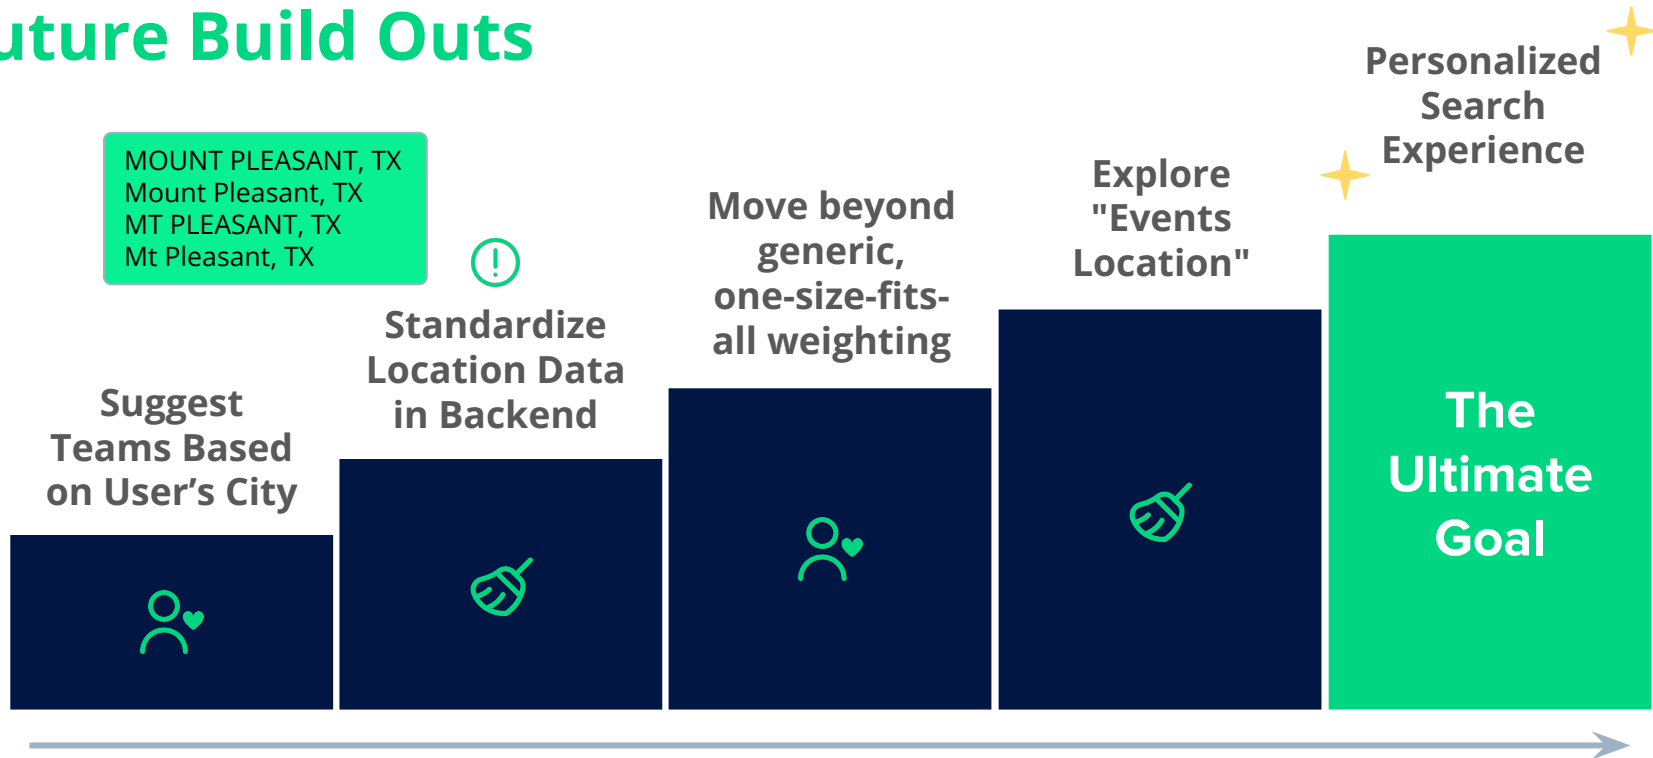 uture Build Outs
MOUNT PLEASANT, TX
Mount Pleasant, TX
MT PLEASANT, TX
Mt Pleasant, TX
Suggest
Teams Based
on User’s City
Standardize
Location Data
in Backend
Move beyond
generic,
one-size-fits-
all weighting
Explore
"Events
Location"
Personalized
Search
Experience
The
Ultimate
Goal